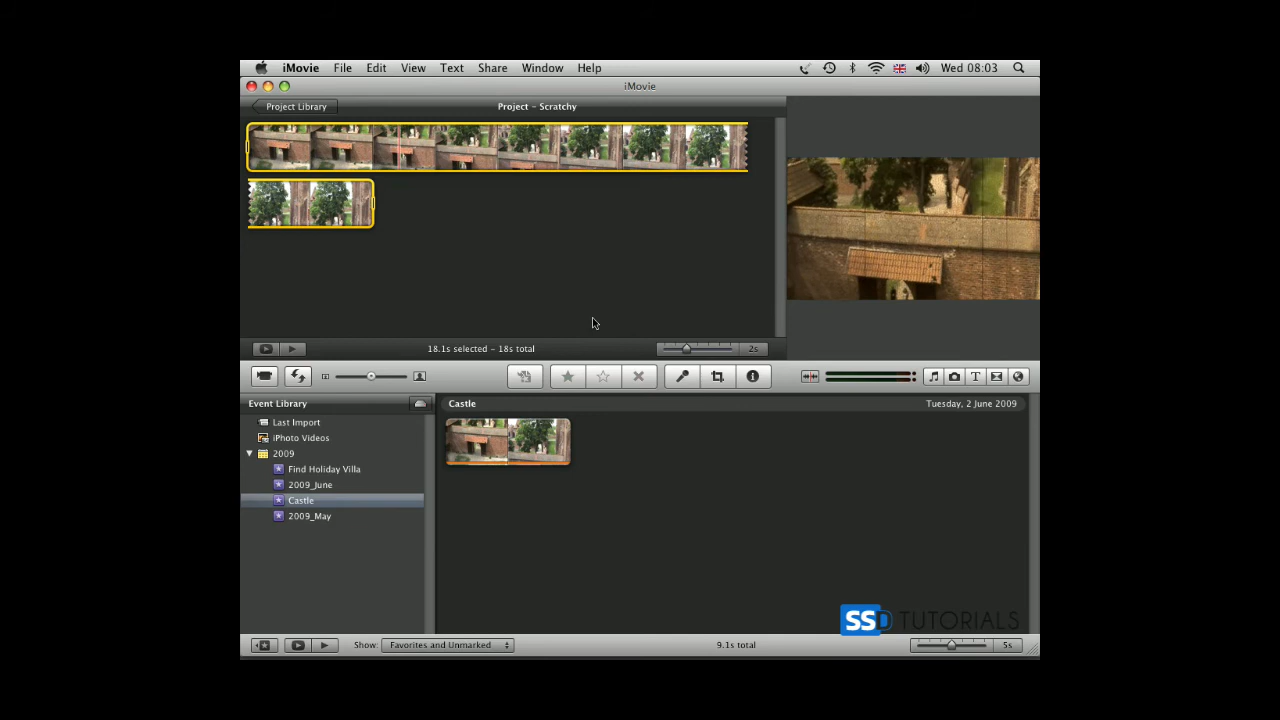 iMovie File Edit View Text Share Window Help Wed 08:03
iMovie
Project Library Project - Scratchy
18.1s selected - 18s total 2s
Event Library Castle Tuesday, 2 June 2009
Last Import
iPhoto Videos
2009
Find Holiday Villa
2009_June
Castle
2009_May
SSD TUTORIALS
Show: Favorites and Unmarked 9.1s total 5s